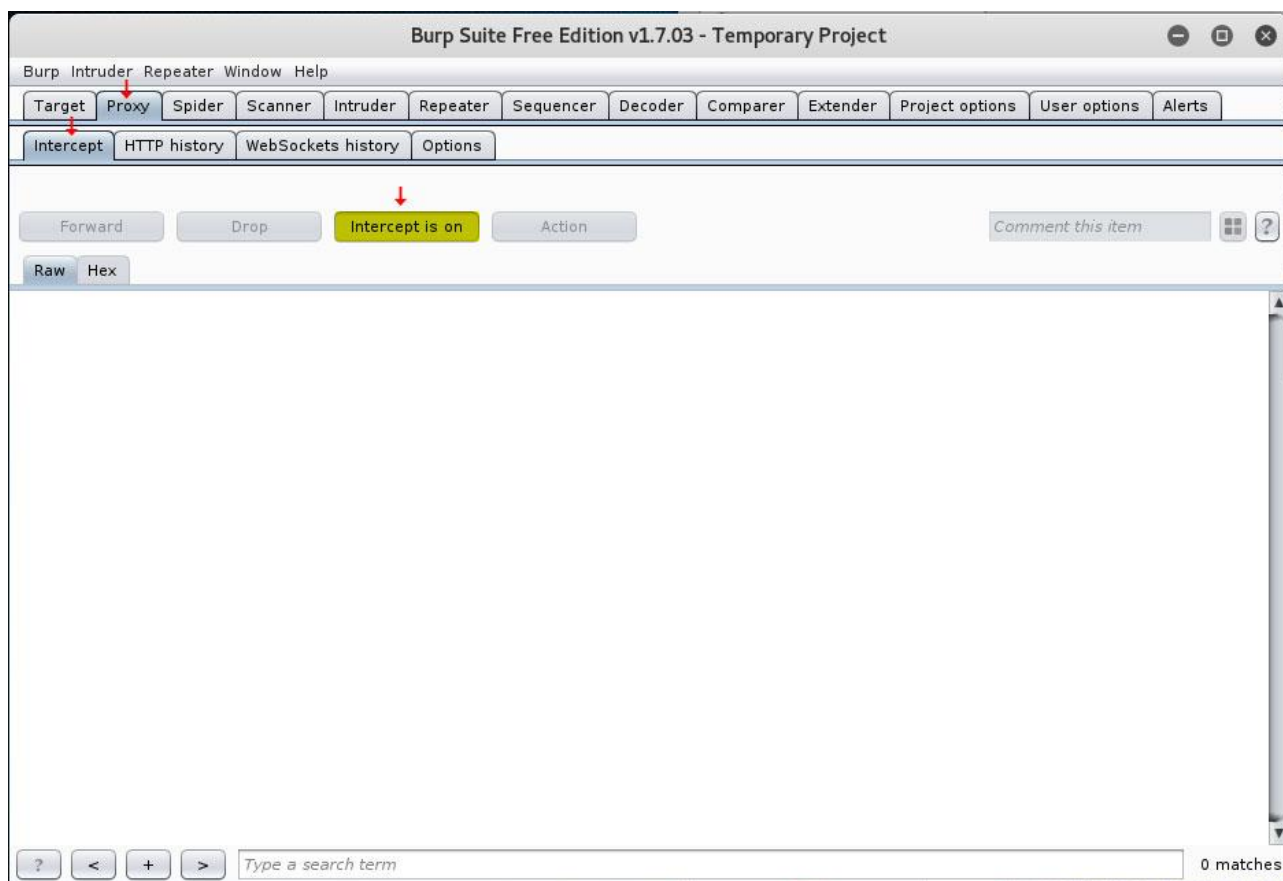 Burp Suite Free Edition v1.7.03 - Temporary Project
Burp Intruder Repeater Window Help
Target Proxy Spider Scanner Intruder Repeater Sequencer Decoder Comparer Extender Project options User options Alerts
Intercept HTTP history WebSockets history Options
Forward Drop Intercept is on Action Comment this item ?
Raw Hex
? < + > Type a search term 0 matches